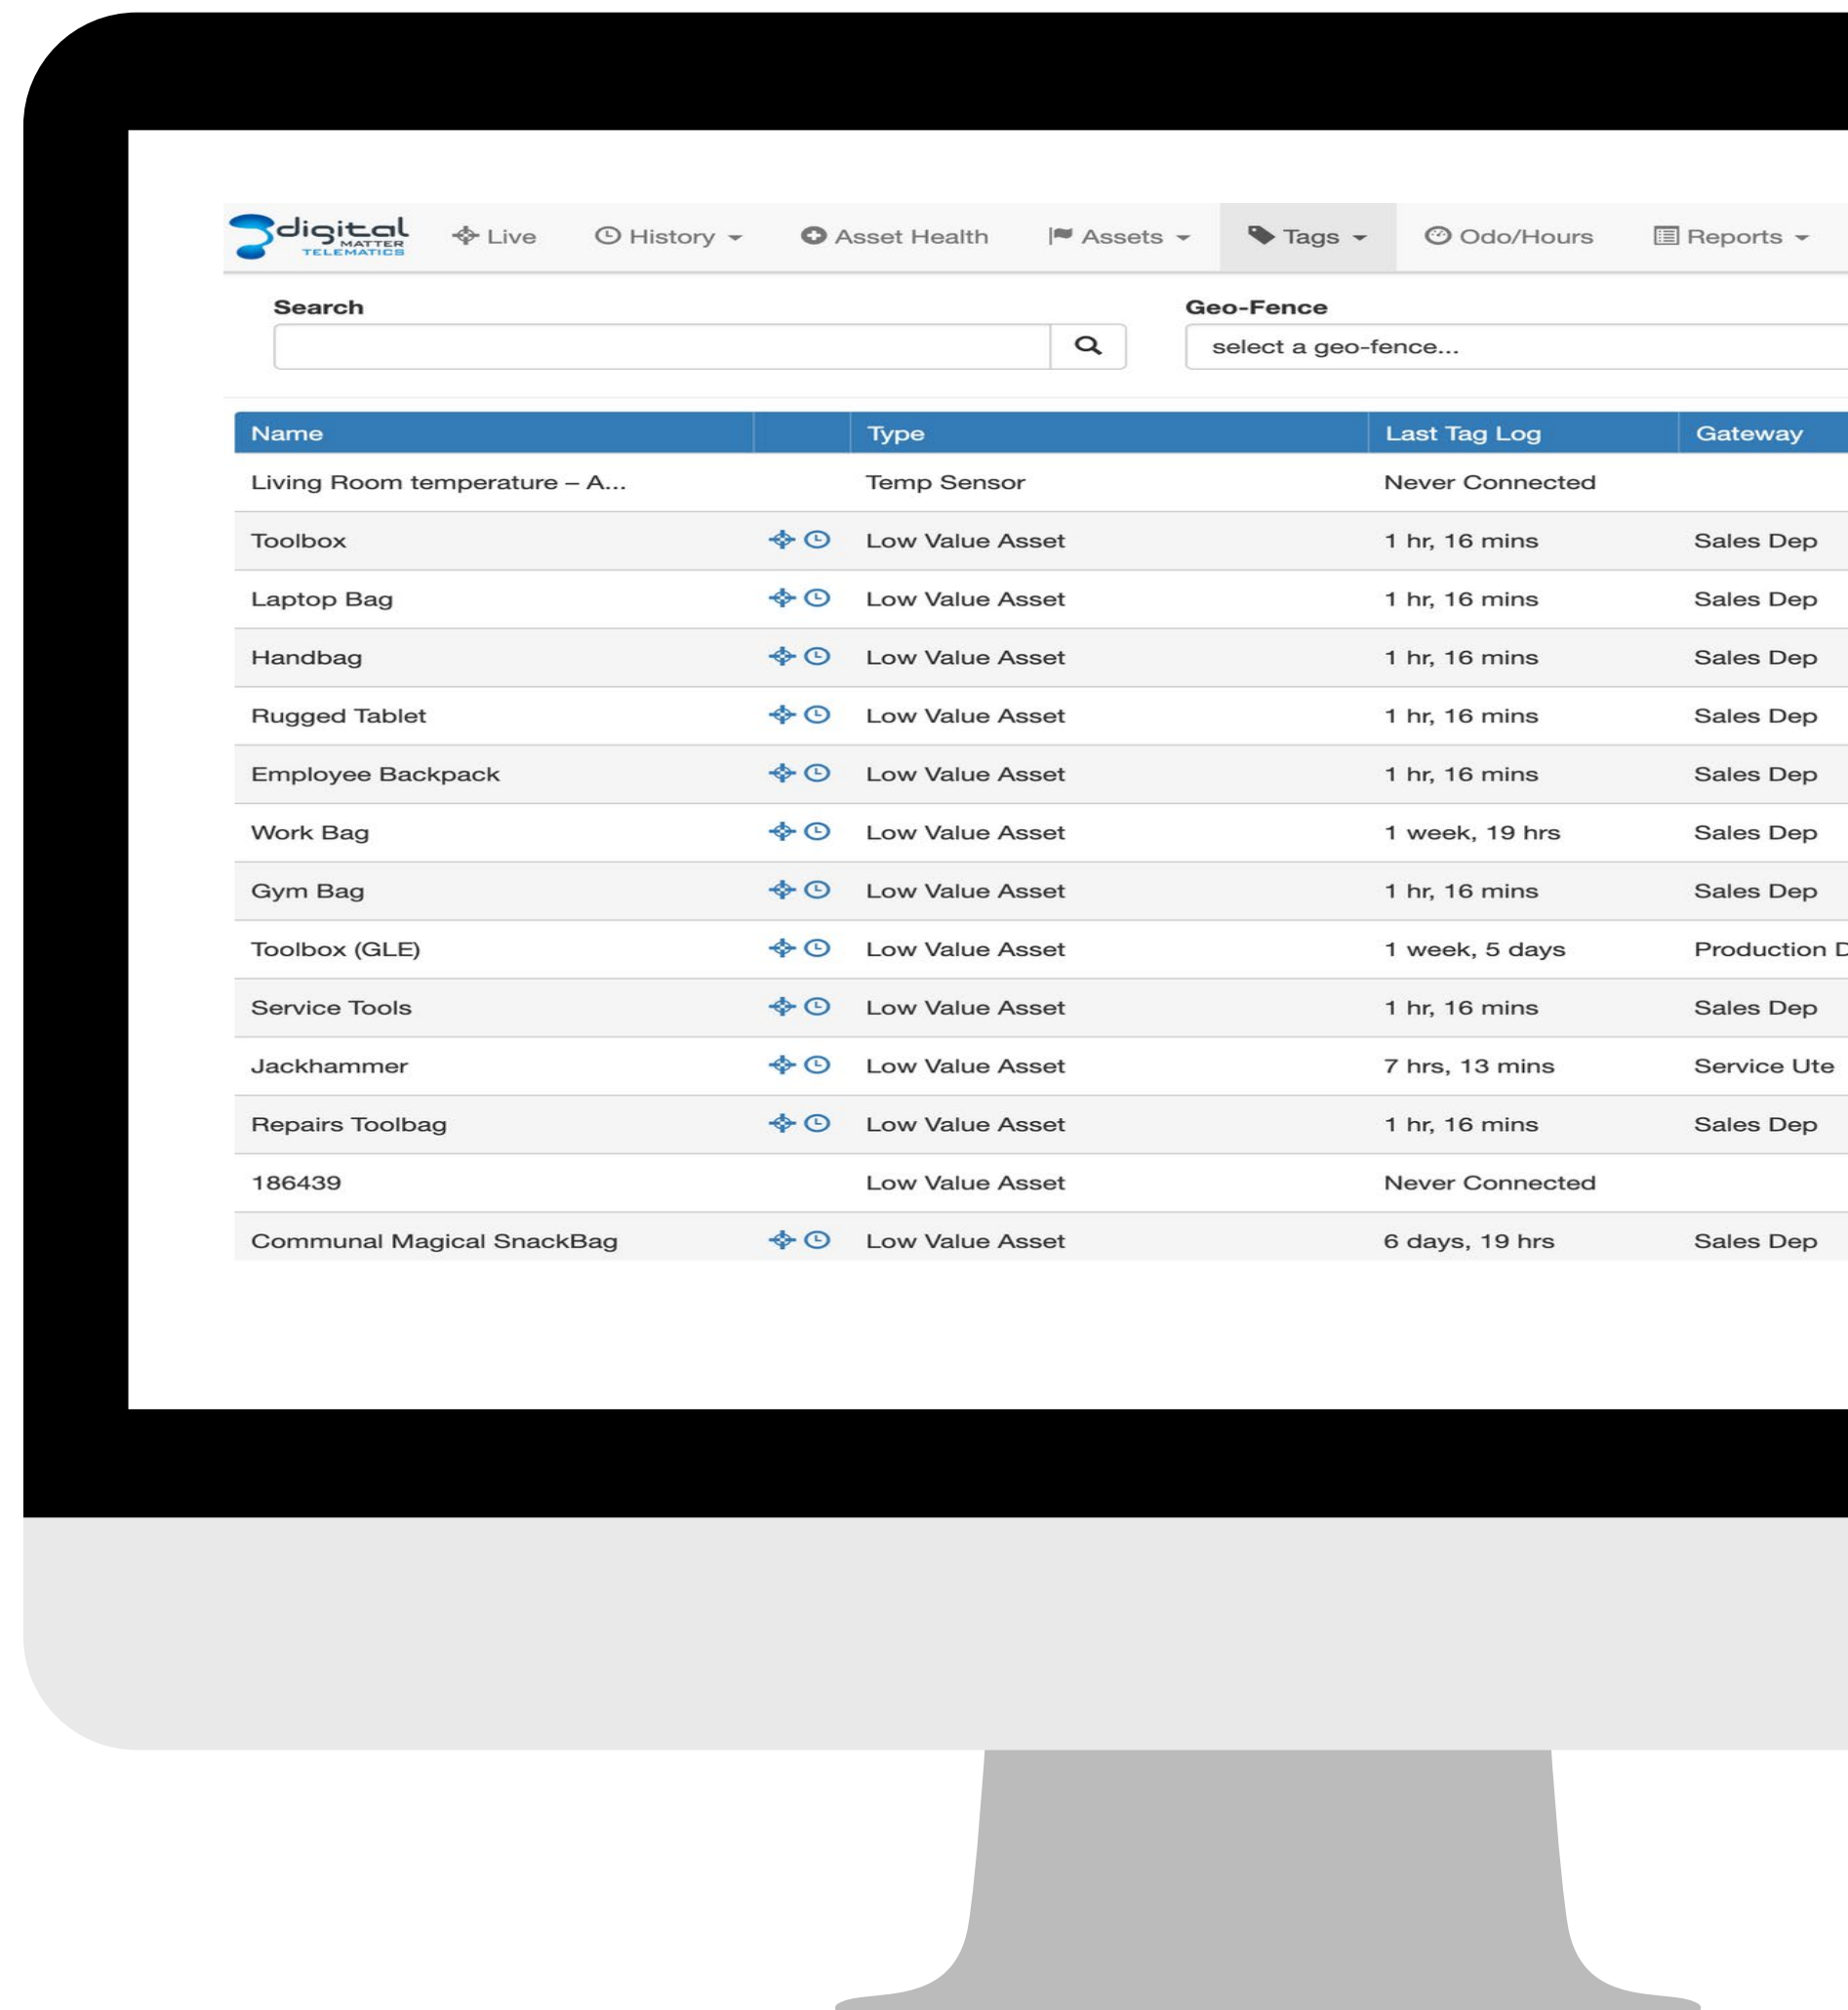 digital MATTER TELEMATICS Live History Asset Health Assets Tags Odo/Hours Reports
Search Geo-Fence
select a geo-fence...
Name Type Last Tag Log Gateway
Living Room temperature – A... Temp Sensor Never Connected
Toolbox Low Value Asset 1 hr, 16 mins Sales Dep
Laptop Bag Low Value Asset 1 hr, 16 mins Sales Dep
Handbag Low Value Asset 1 hr, 16 mins Sales Dep
Rugged Tablet Low Value Asset 1 hr, 16 mins Sales Dep
Employee Backpack Low Value Asset 1 hr, 16 mins Sales Dep
Work Bag Low Value Asset 1 week, 19 hrs Sales Dep
Gym Bag Low Value Asset 1 hr, 16 mins Sales Dep
Toolbox (GLE) Low Value Asset 1 week, 5 days Production
Service Tools Low Value Asset 1 hr, 16 mins Sales Dep
Jackhammer Low Value Asset 7 hrs, 13 mins Service Ute
Repairs Toolbag Low Value Asset 1 hr, 16 mins Sales Dep
186439 Low Value Asset Never Connected
Communal Magical SnackBag Low Value Asset 6 days, 19 hrs Sales Dep